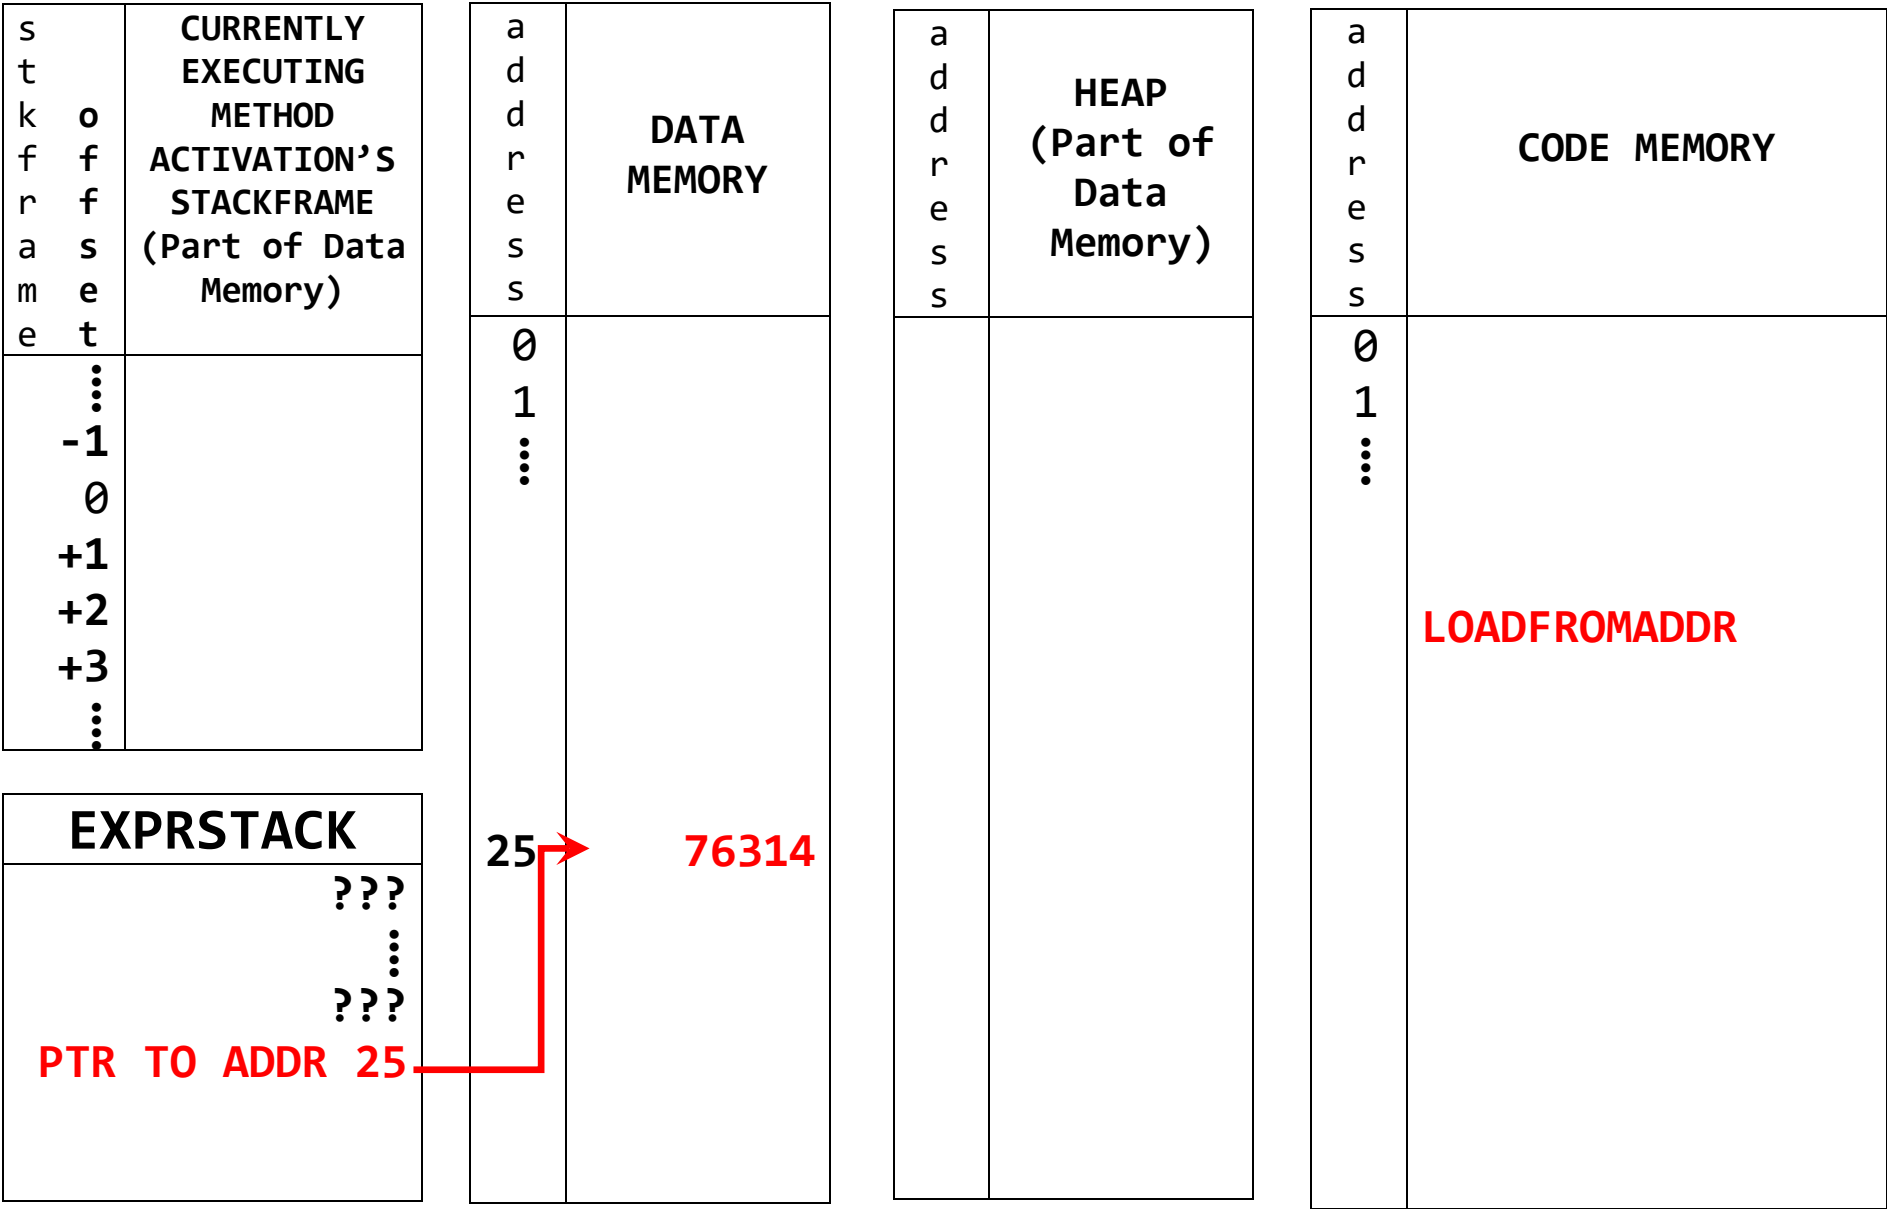 stkframe
offset
CURRENTLY
EXECUTING
METHOD
ACTIVATION’S
STACKFRAME
(Part of Data
Memory)
-1
0
+1
+2
+3
EXPRSTACK
???
???
PTR TO ADDR 25
address
DATA
MEMORY
0
1
25 76314
address
HEAP
(Part of
Data
Memory)
address
CODE MEMORY
0
1
LOADFROMADDR